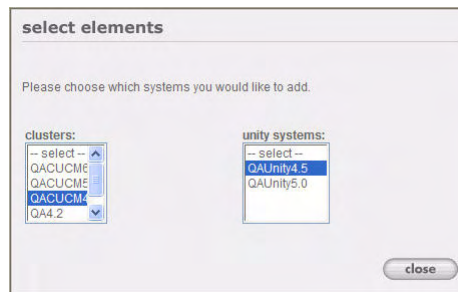 select elements
Please choose which systems you would like to add.
clusters:
-- select --
QACUCM6
QACUCM5
QACUCM4
QA4.2
unity systems:
-- select --
QAUnity4.5
QAUnity5.0
close